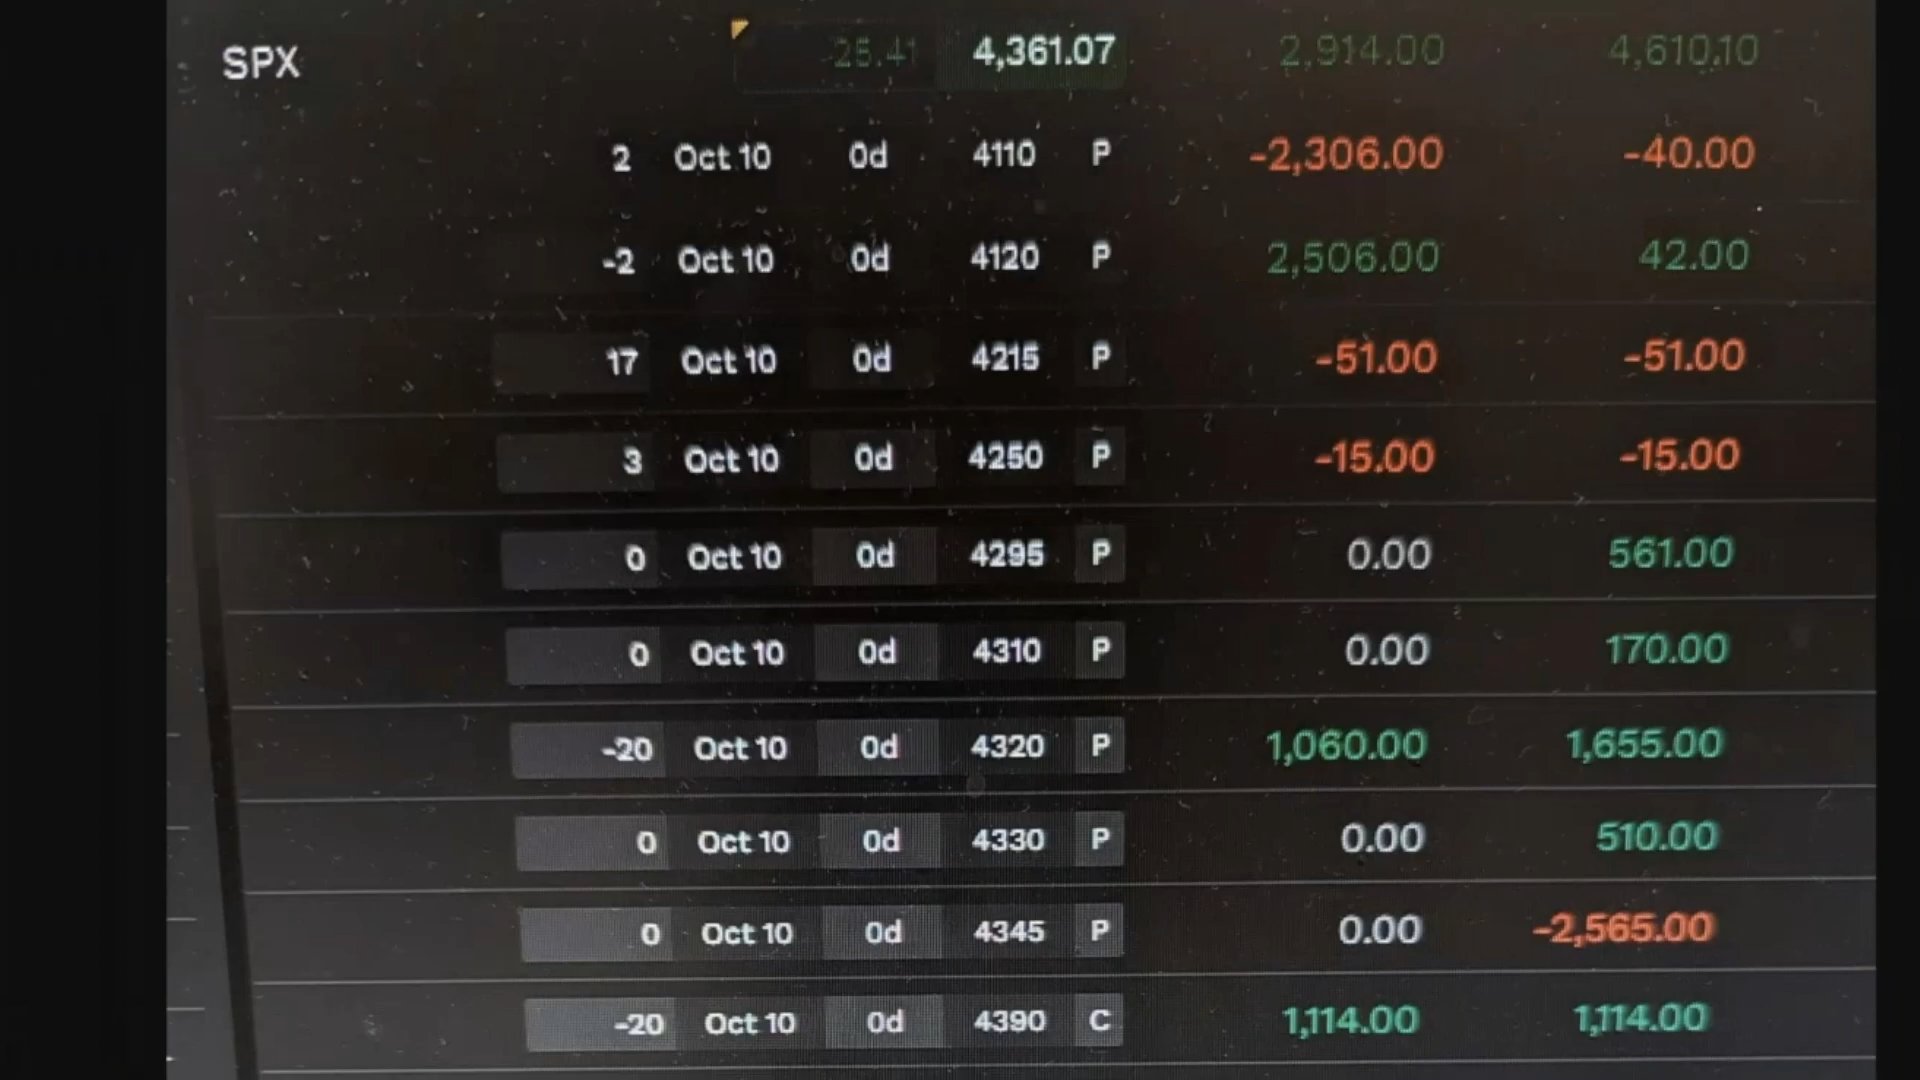 SPX -25.41 4,361.07 2,914.00 4,610.10
2 Oct 10 0d 4110 P -2,306.00 -40.00
-2 Oct 10 0d 4120 P 2,506.00 42.00
17 Oct 10 0d 4215 P -51.00 -51.00
3 Oct 10 0d 4250 P -15.00 -15.00
0 Oct 10 0d 4295 P 0.00 561.00
0 Oct 10 0d 4310 P 0.00 170.00
-20 Oct 10 0d 4320 P 1,060.00 1,655.00
0 Oct 10 0d 4330 P 0.00 510.00
0 Oct 10 0d 4345 P 0.00 -2,565.00
-20 Oct 10 0d 4390 C 1,114.00 1,114.00